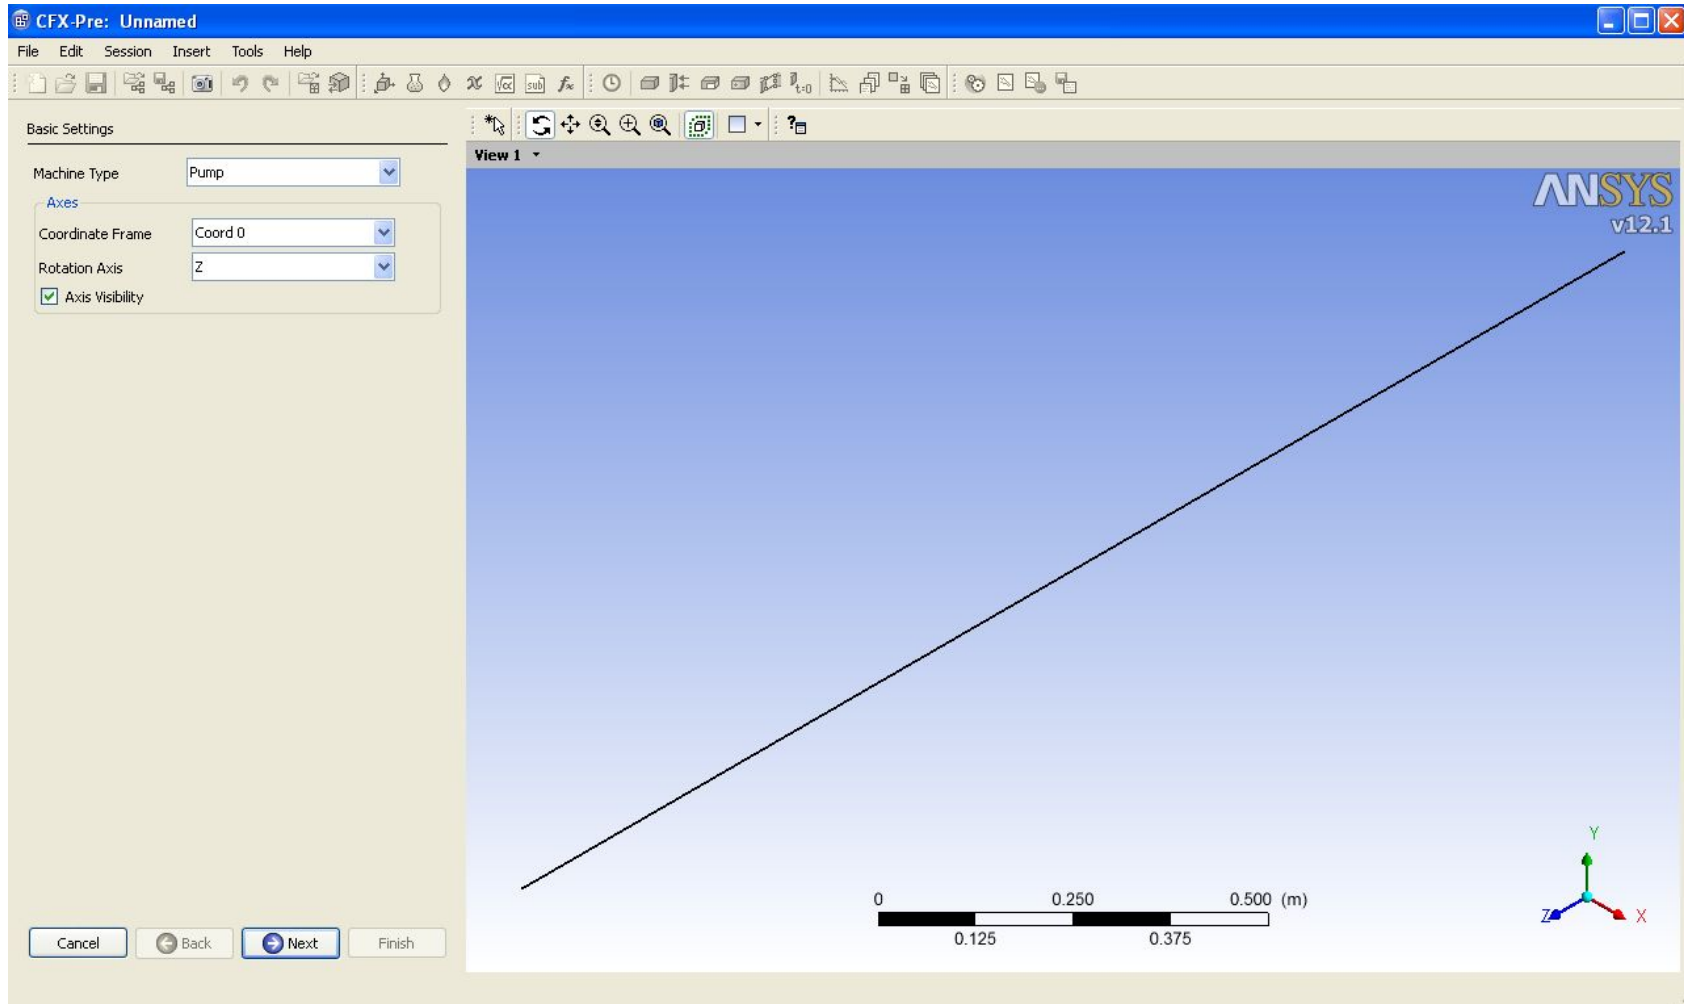 CFX-Pre: Unnamed
File Edit Session Insert Tools Help
Basic Settings
Machine Type Pump
Axes
Coordinate Frame Coord 0
Rotation Axis Z
Axis Visibility
Cancel Back Next Finish
View 1
ANSYS
v12.1
0 0.250 0.500 (m)
0.125 0.375
Y
Z X